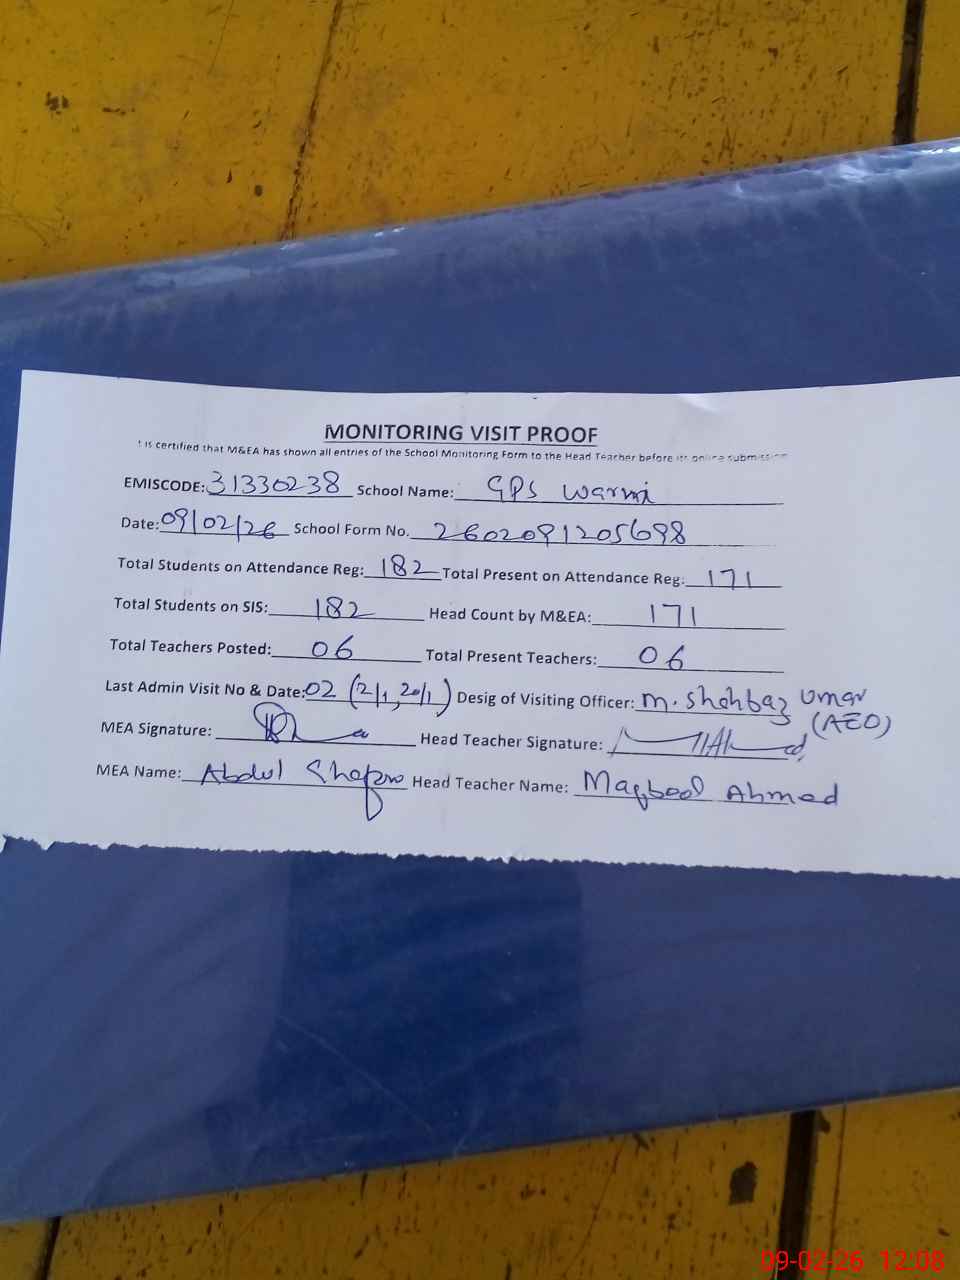 MONITORING VISIT PROOF
t is certified that M&EA has shown all entries of the School Monitoring Form to the Head Teacher before its online submission
EMISCODE: 31330238 School Name: GPS Warmi
Date: 09/02/26 School Form No. 2602091205698
Total Students on Attendance Reg: 182 Total Present on Attendance Reg: 171
Total Students on SIS: 182 Head Count by M&EA: 171
Total Teachers Posted: 06 Total Present Teachers: 06
Last Admin Visit No & Date: 02 (2/1, 20/1) Desig of Visiting Officer: M. Shahbaz Umar
(AEO)
MEA Signature: Head Teacher Signature:
MEA Name: Abdul Head Teacher Name: Maqbool Ahmad
09-02-26 12:08